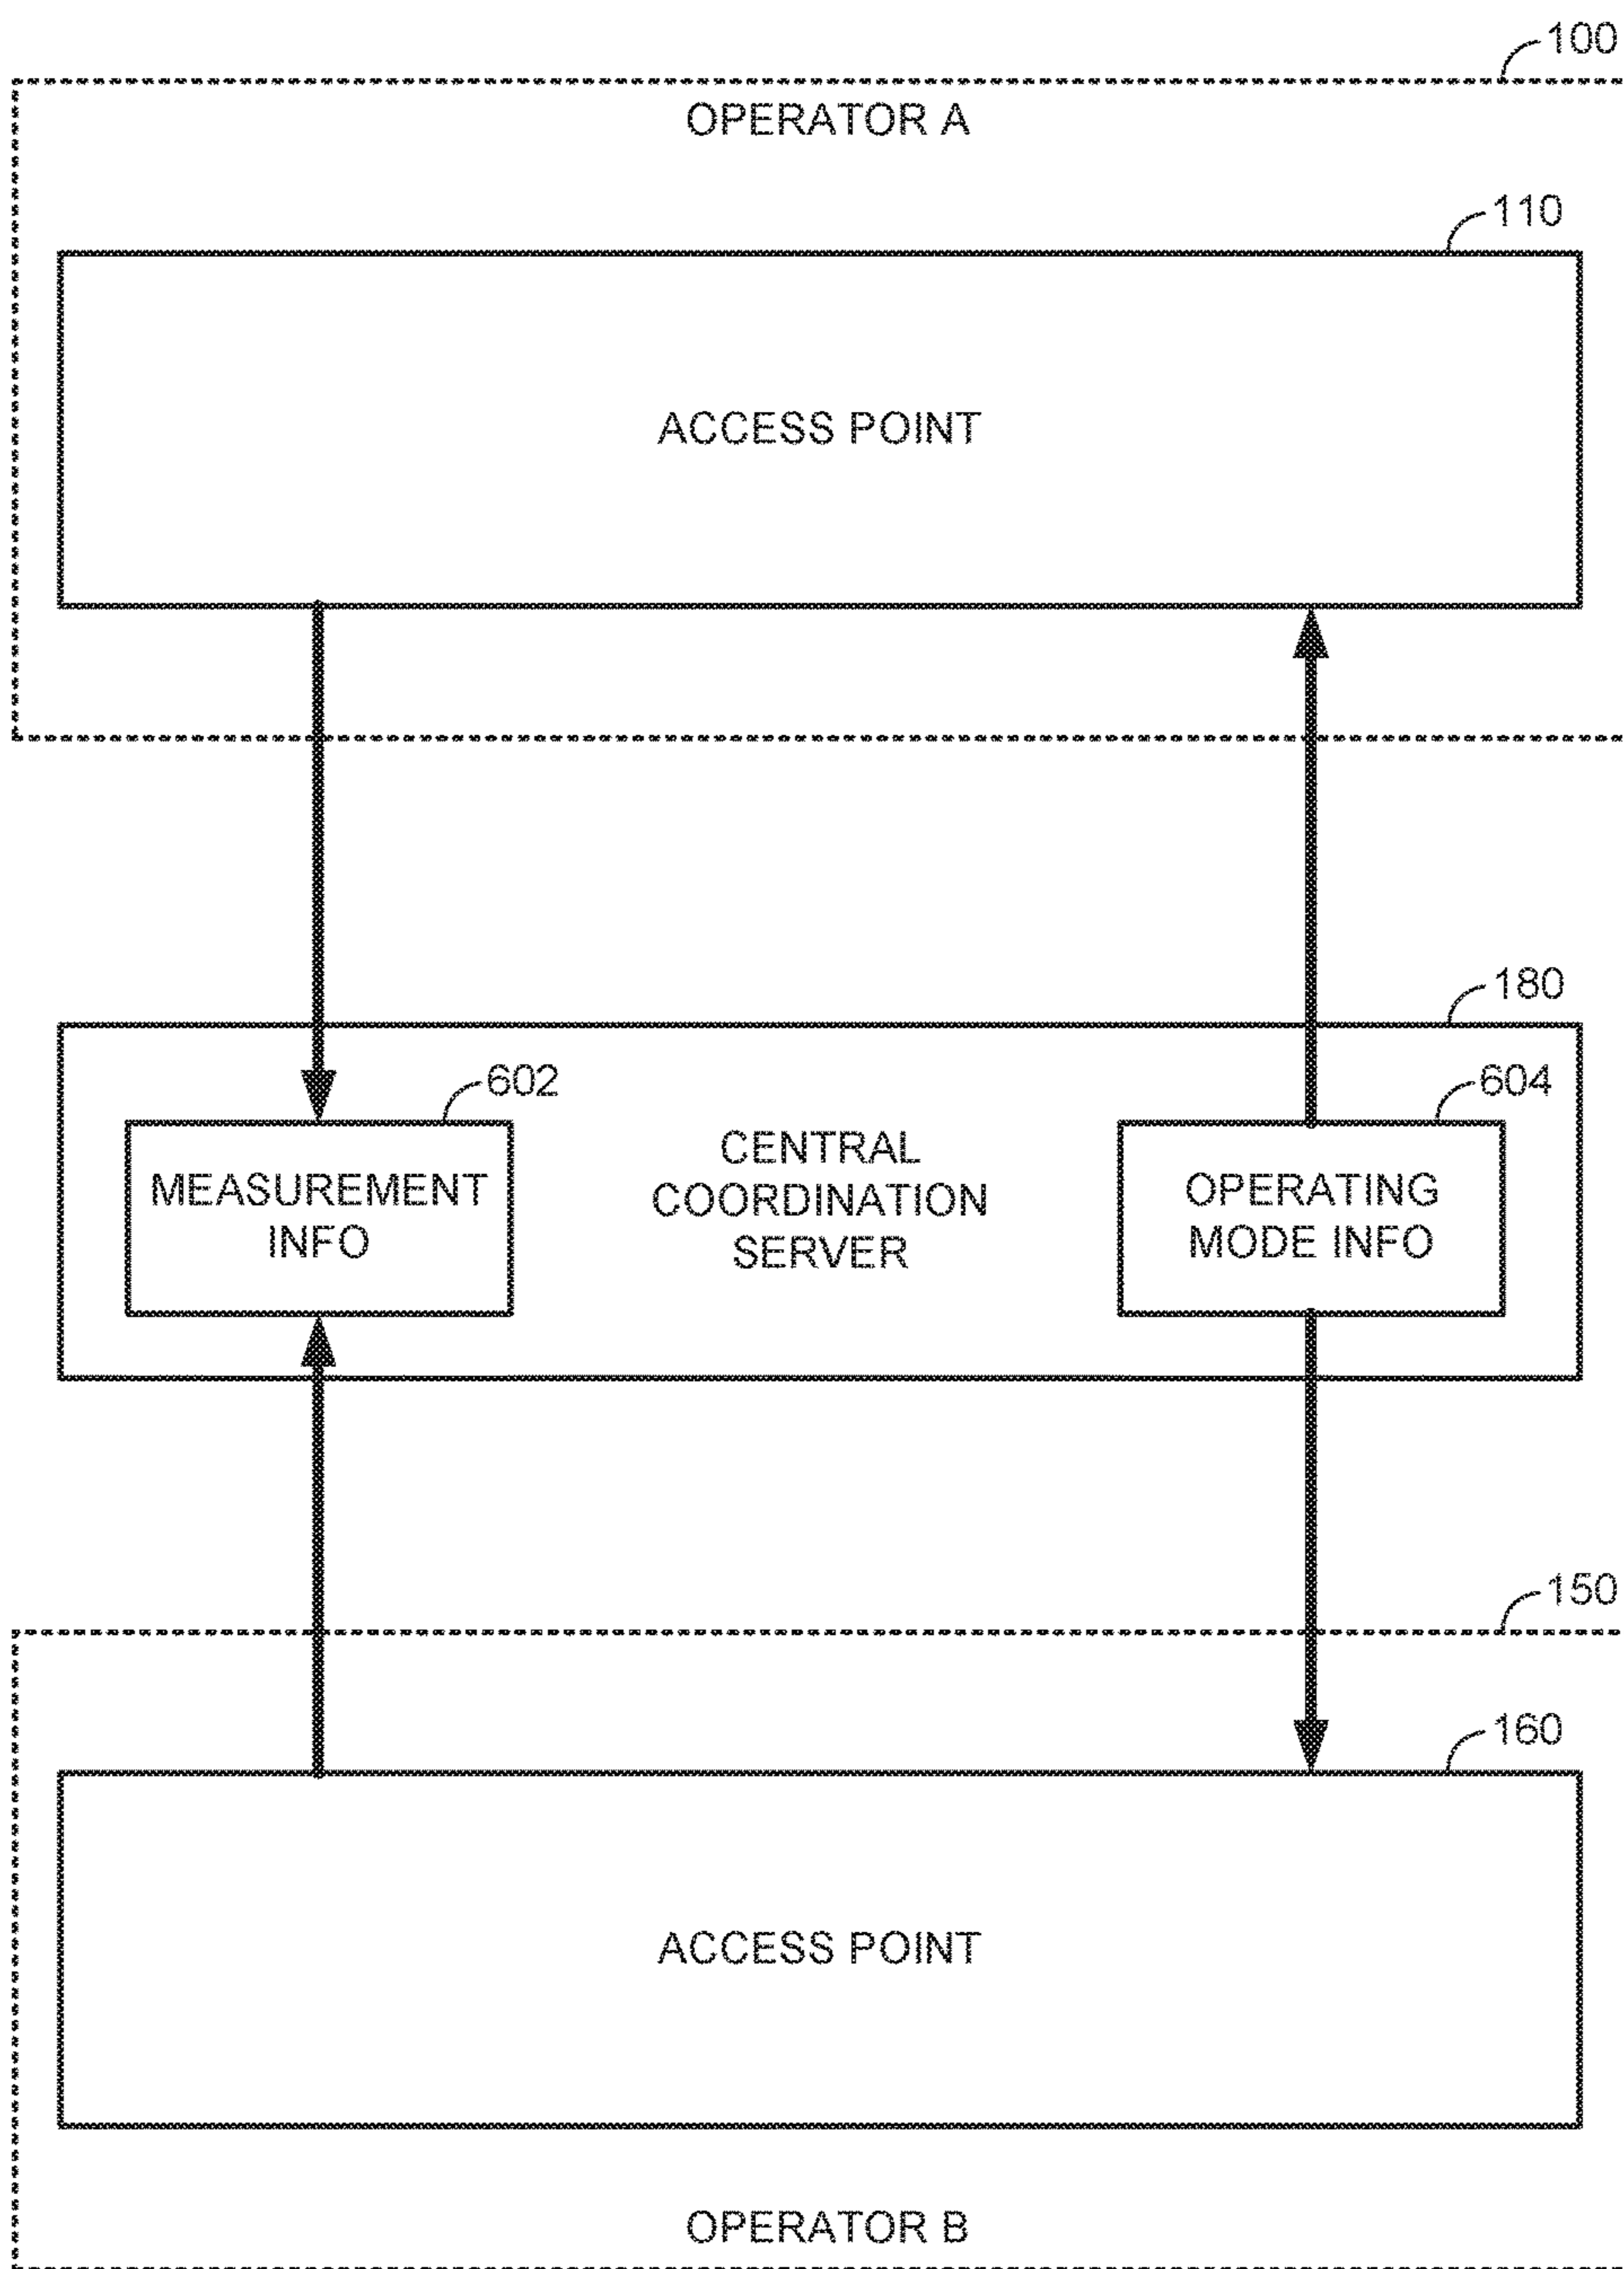 100
OPERATOR A
110
ACCESS POINT
180
602
604
MEASUREMENT
INFO
CENTRAL
COORDINATION
SERVER
OPERATING
MODE INFO
150
160
ACCESS POINT
OPERATOR B